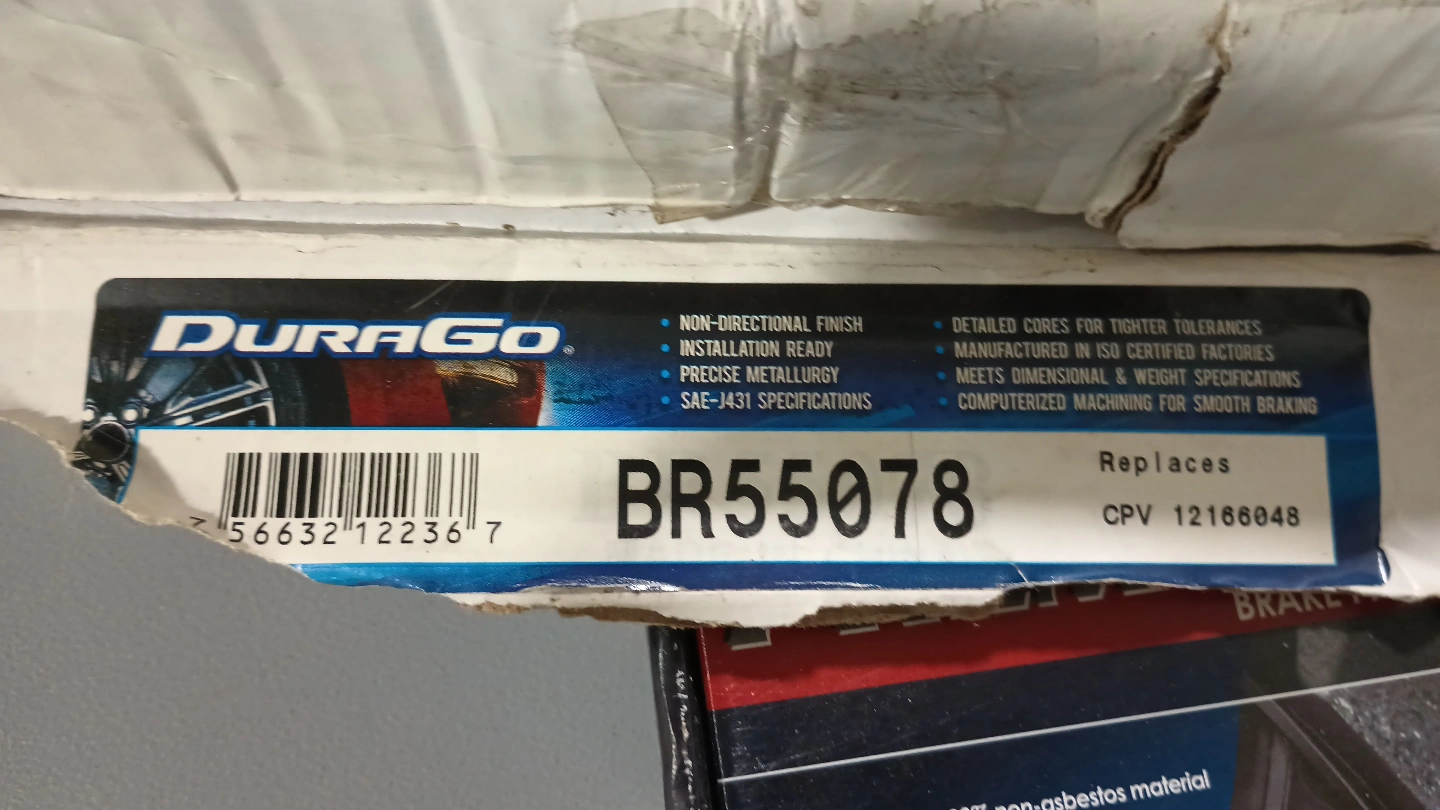 DURAGO®
• NON-DIRECTIONAL FINISH
• INSTALLATION READY
• PRECISE METALLURGY
• SAE-J431 SPECIFICATIONS
• DETAILED CORES FOR TIGHTER TOLERANCES
• MANUFACTURED IN ISO CERTIFIED FACTORIES
• MEETS DIMENSIONAL & WEIGHT SPECIFICATIONS
• COMPUTERIZED MACHINING FOR SMOOTH BRAKING
7 56632 12236 7
BR55078
Replaces
CPV 12166048
BRAKE
non-asbestos material